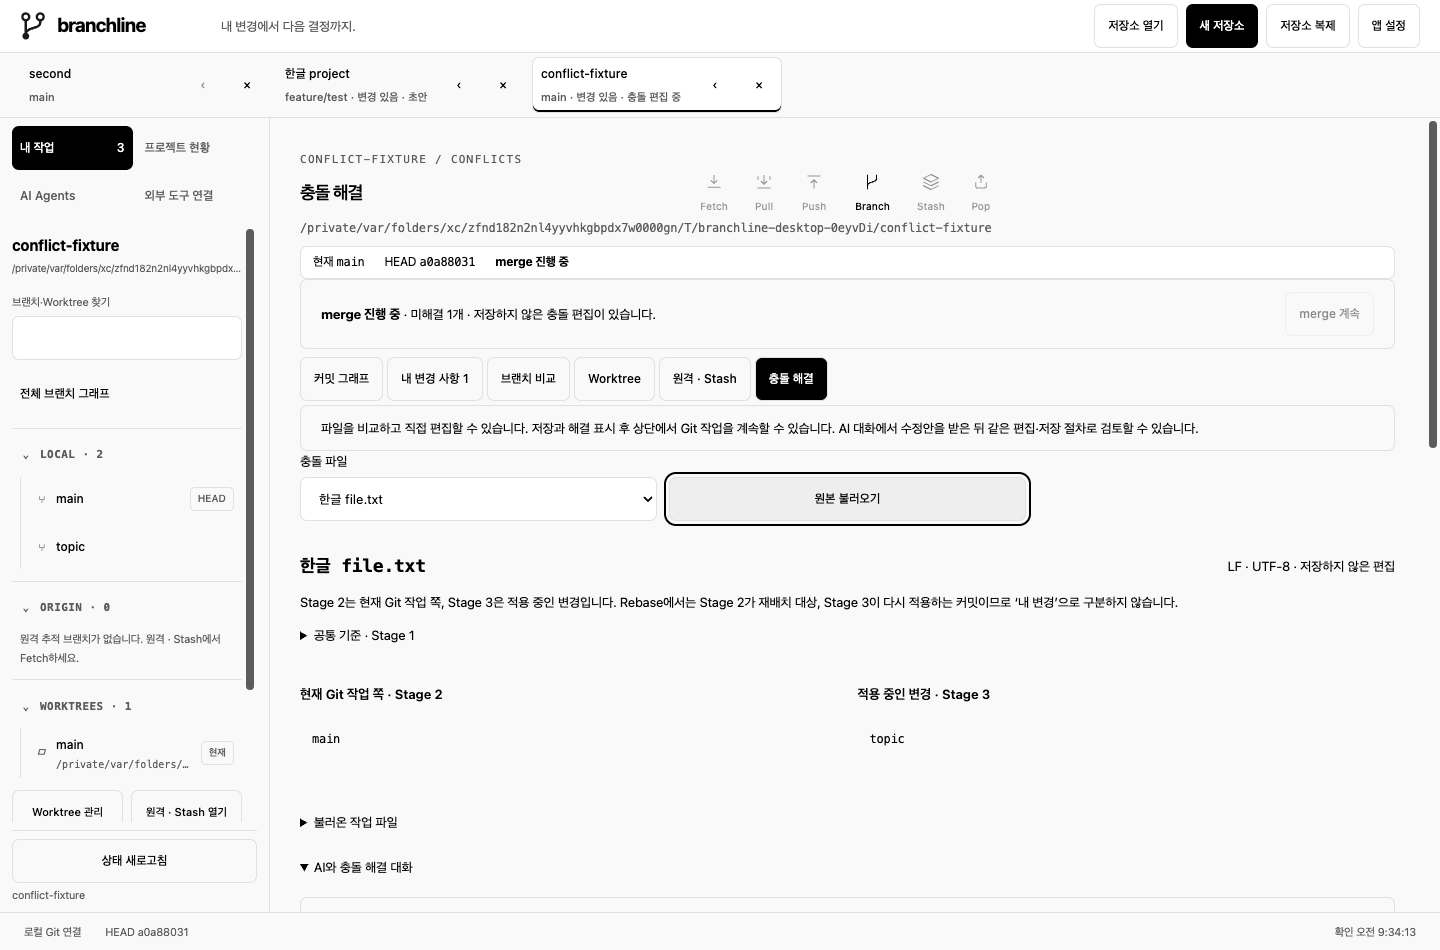 branchline
내 변경에서 다음 결정까지.
저장소 열기
새 저장소
저장소 복제
앱 설정
second
main
한글 project
feature/test · 변경 있음 · 초안
conflict-fixture
main · 변경 있음 · 충돌 편집 중
내 작업 3
프로젝트 현황
AI Agents
외부 도구 연결
conflict-fixture
/private/var/folders/xc/zfnd182n2nl4yyvhkgbpdx...
브랜치·Worktree 찾기
전체 브랜치 그래프
LOCAL · 2
main HEAD
topic
ORIGIN · 0
원격 추적 브랜치가 없습니다. 원격 · Stash에서
Fetch하세요.
WORKTREES · 1
main
/private/var/folders/…
현재
Worktree 관리
원격 · Stash 열기
상태 새로고침
conflict-fixture
CONFLICT-FIXTURE / CONFLICTS
충돌 해결
Fetch
Pull
Push
Branch
Stash
Pop
/private/var/folders/xc/zfnd182n2nl4yyvhkgbpdx7w0000gn/T/branchline-desktop-0eyvDi/conflict-fixture
현재 main HEAD a0a88031 merge 진행 중
merge 진행 중 · 미해결 1개 · 저장하지 않은 충돌 편집이 있습니다.
merge 계속
커밋 그래프
내 변경 사항 1
브랜치 비교
Worktree
원격 · Stash
충돌 해결
파일을 비교하고 직접 편집할 수 있습니다. 저장과 해결 표시 후 상단에서 Git 작업을 계속할 수 있습니다. AI 대화에서 수정안을 받은 뒤 같은 편집·저장 절차로 검토할 수 있습니다.
충돌 파일
한글 file.txt
원본 불러오기
한글 file.txt
LF · UTF-8 · 저장하지 않은 편집
Stage 2는 현재 Git 작업 쪽, Stage 3은 적용 중인 변경입니다. Rebase에서는 Stage 2가 재배치 대상, Stage 3이 다시 적용하는 커밋이므로 ‘내 변경’으로 구분하지 않습니다.
공통 기준 · Stage 1
현재 Git 작업 쪽 · Stage 2
적용 중인 변경 · Stage 3
main
topic
불러온 작업 파일
AI와 충돌 해결 대화
로컬 Git 연결
HEAD a0a88031
확인 오전 9:34:13